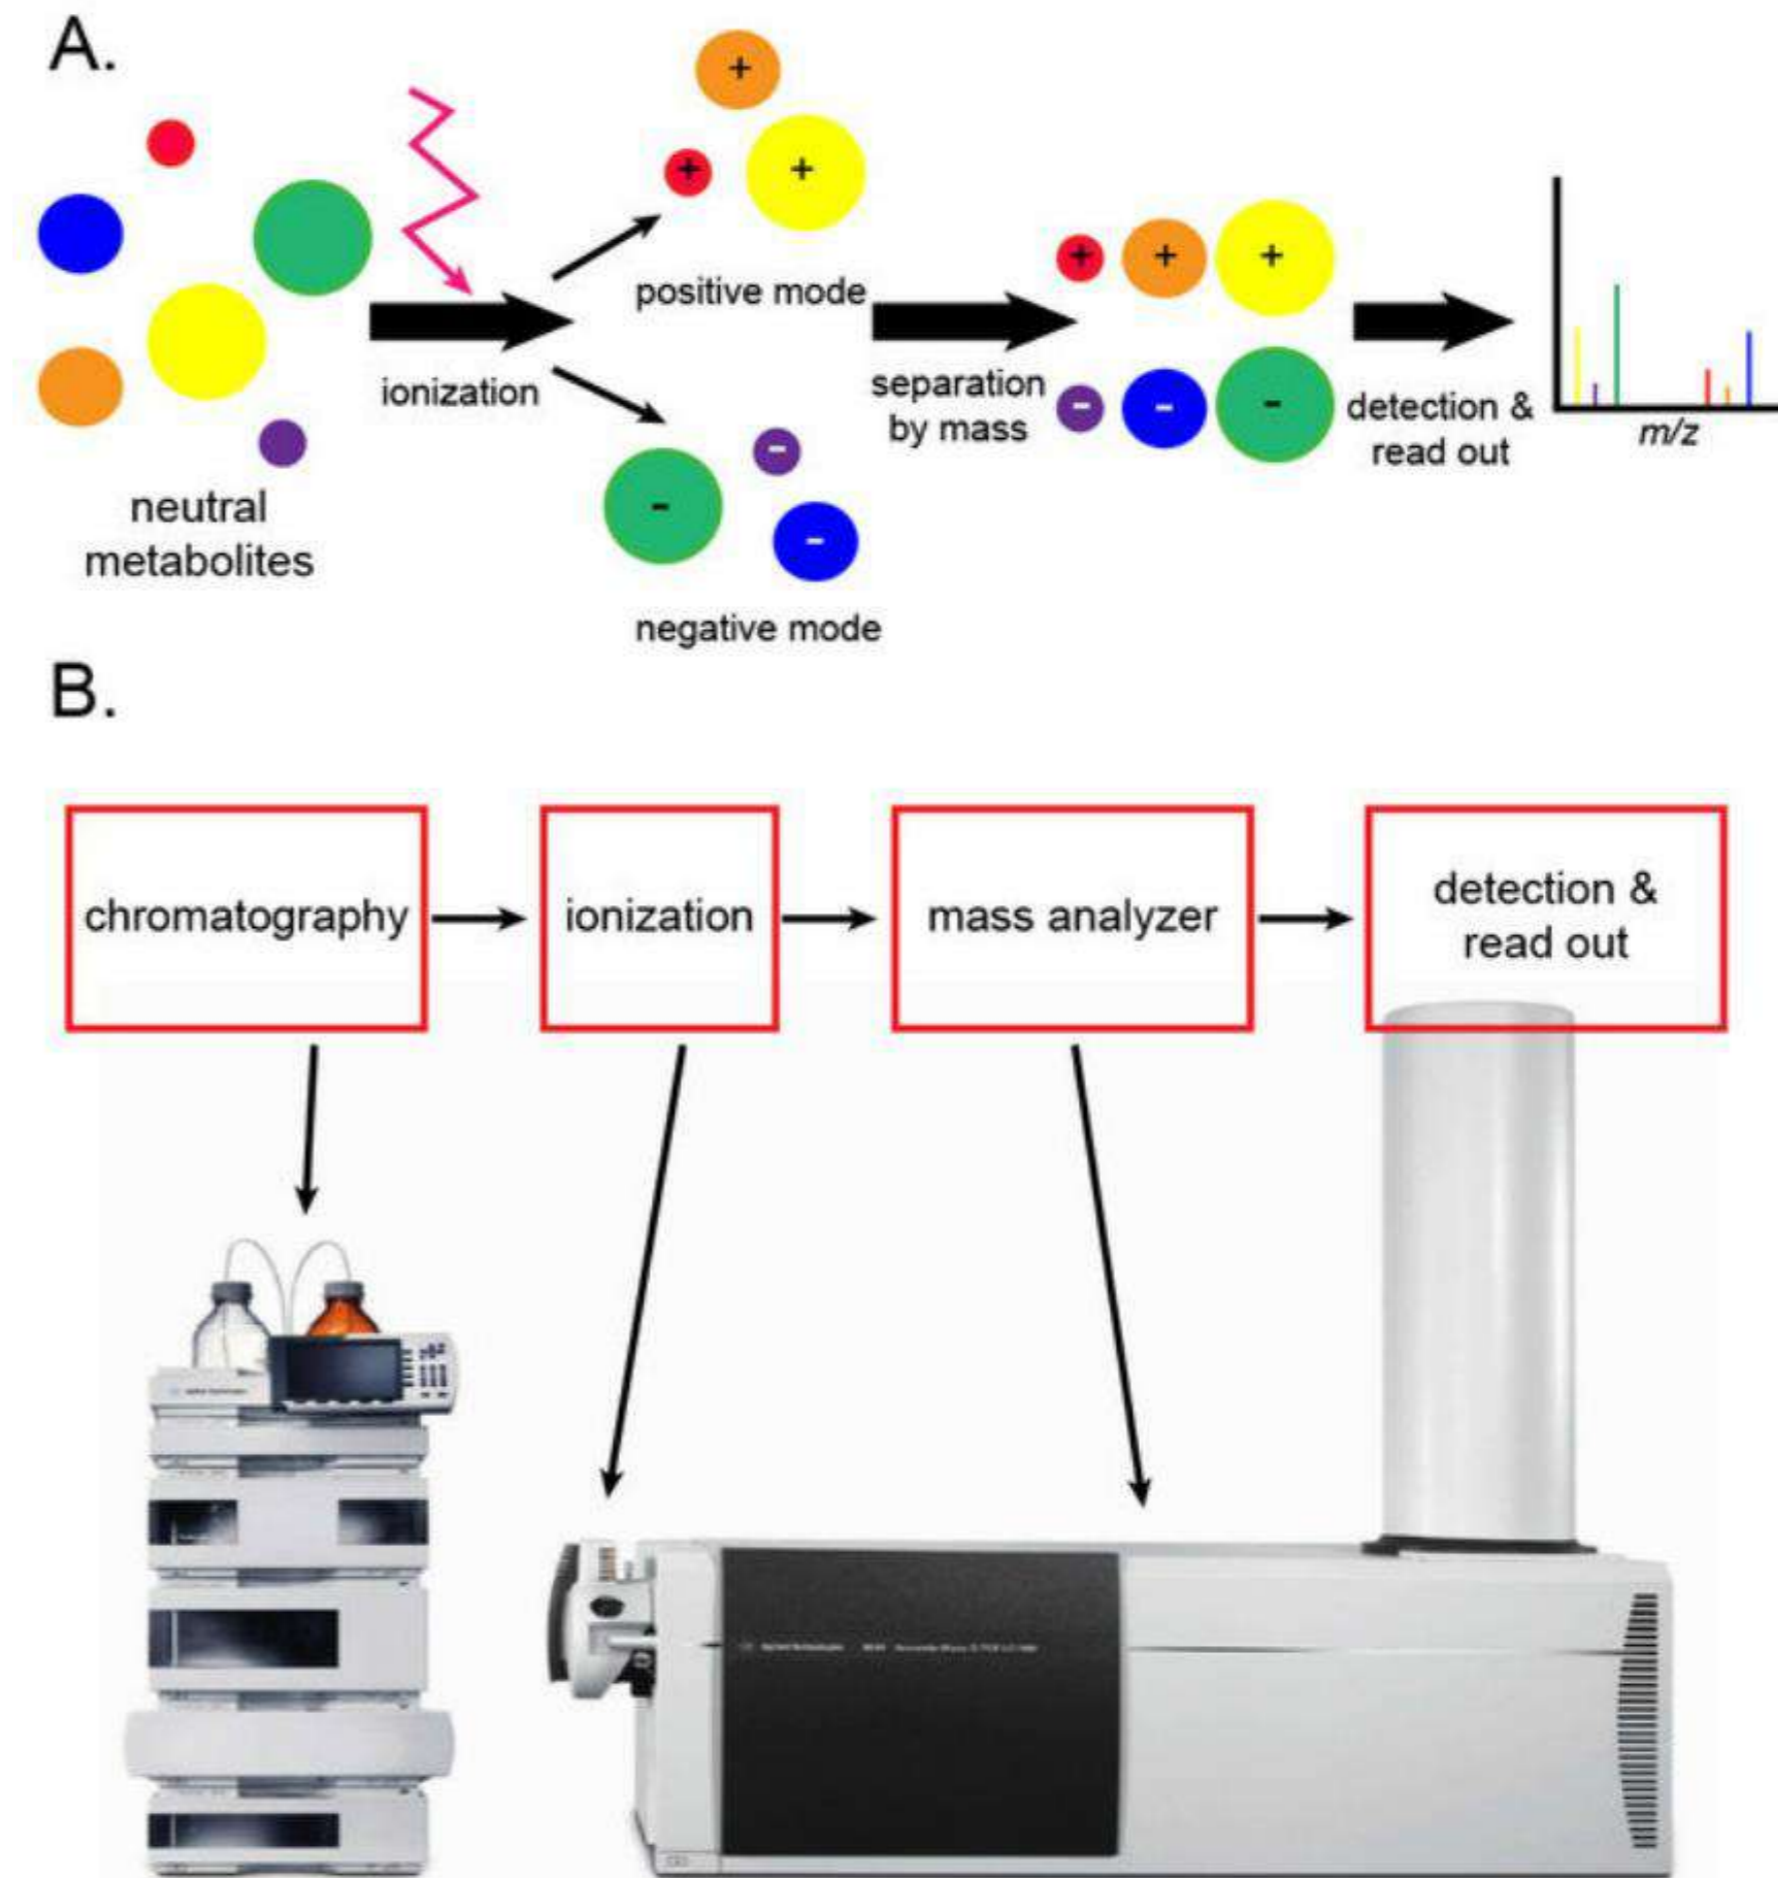 A.
+
+
+
positive mode
ionization
neutral
metabolites
-
-
-
negative mode
separation
by mass
+ + +
- - -
detection &
read out
m/z
B.
chromatography
ionization
mass analyzer
detection &
read out